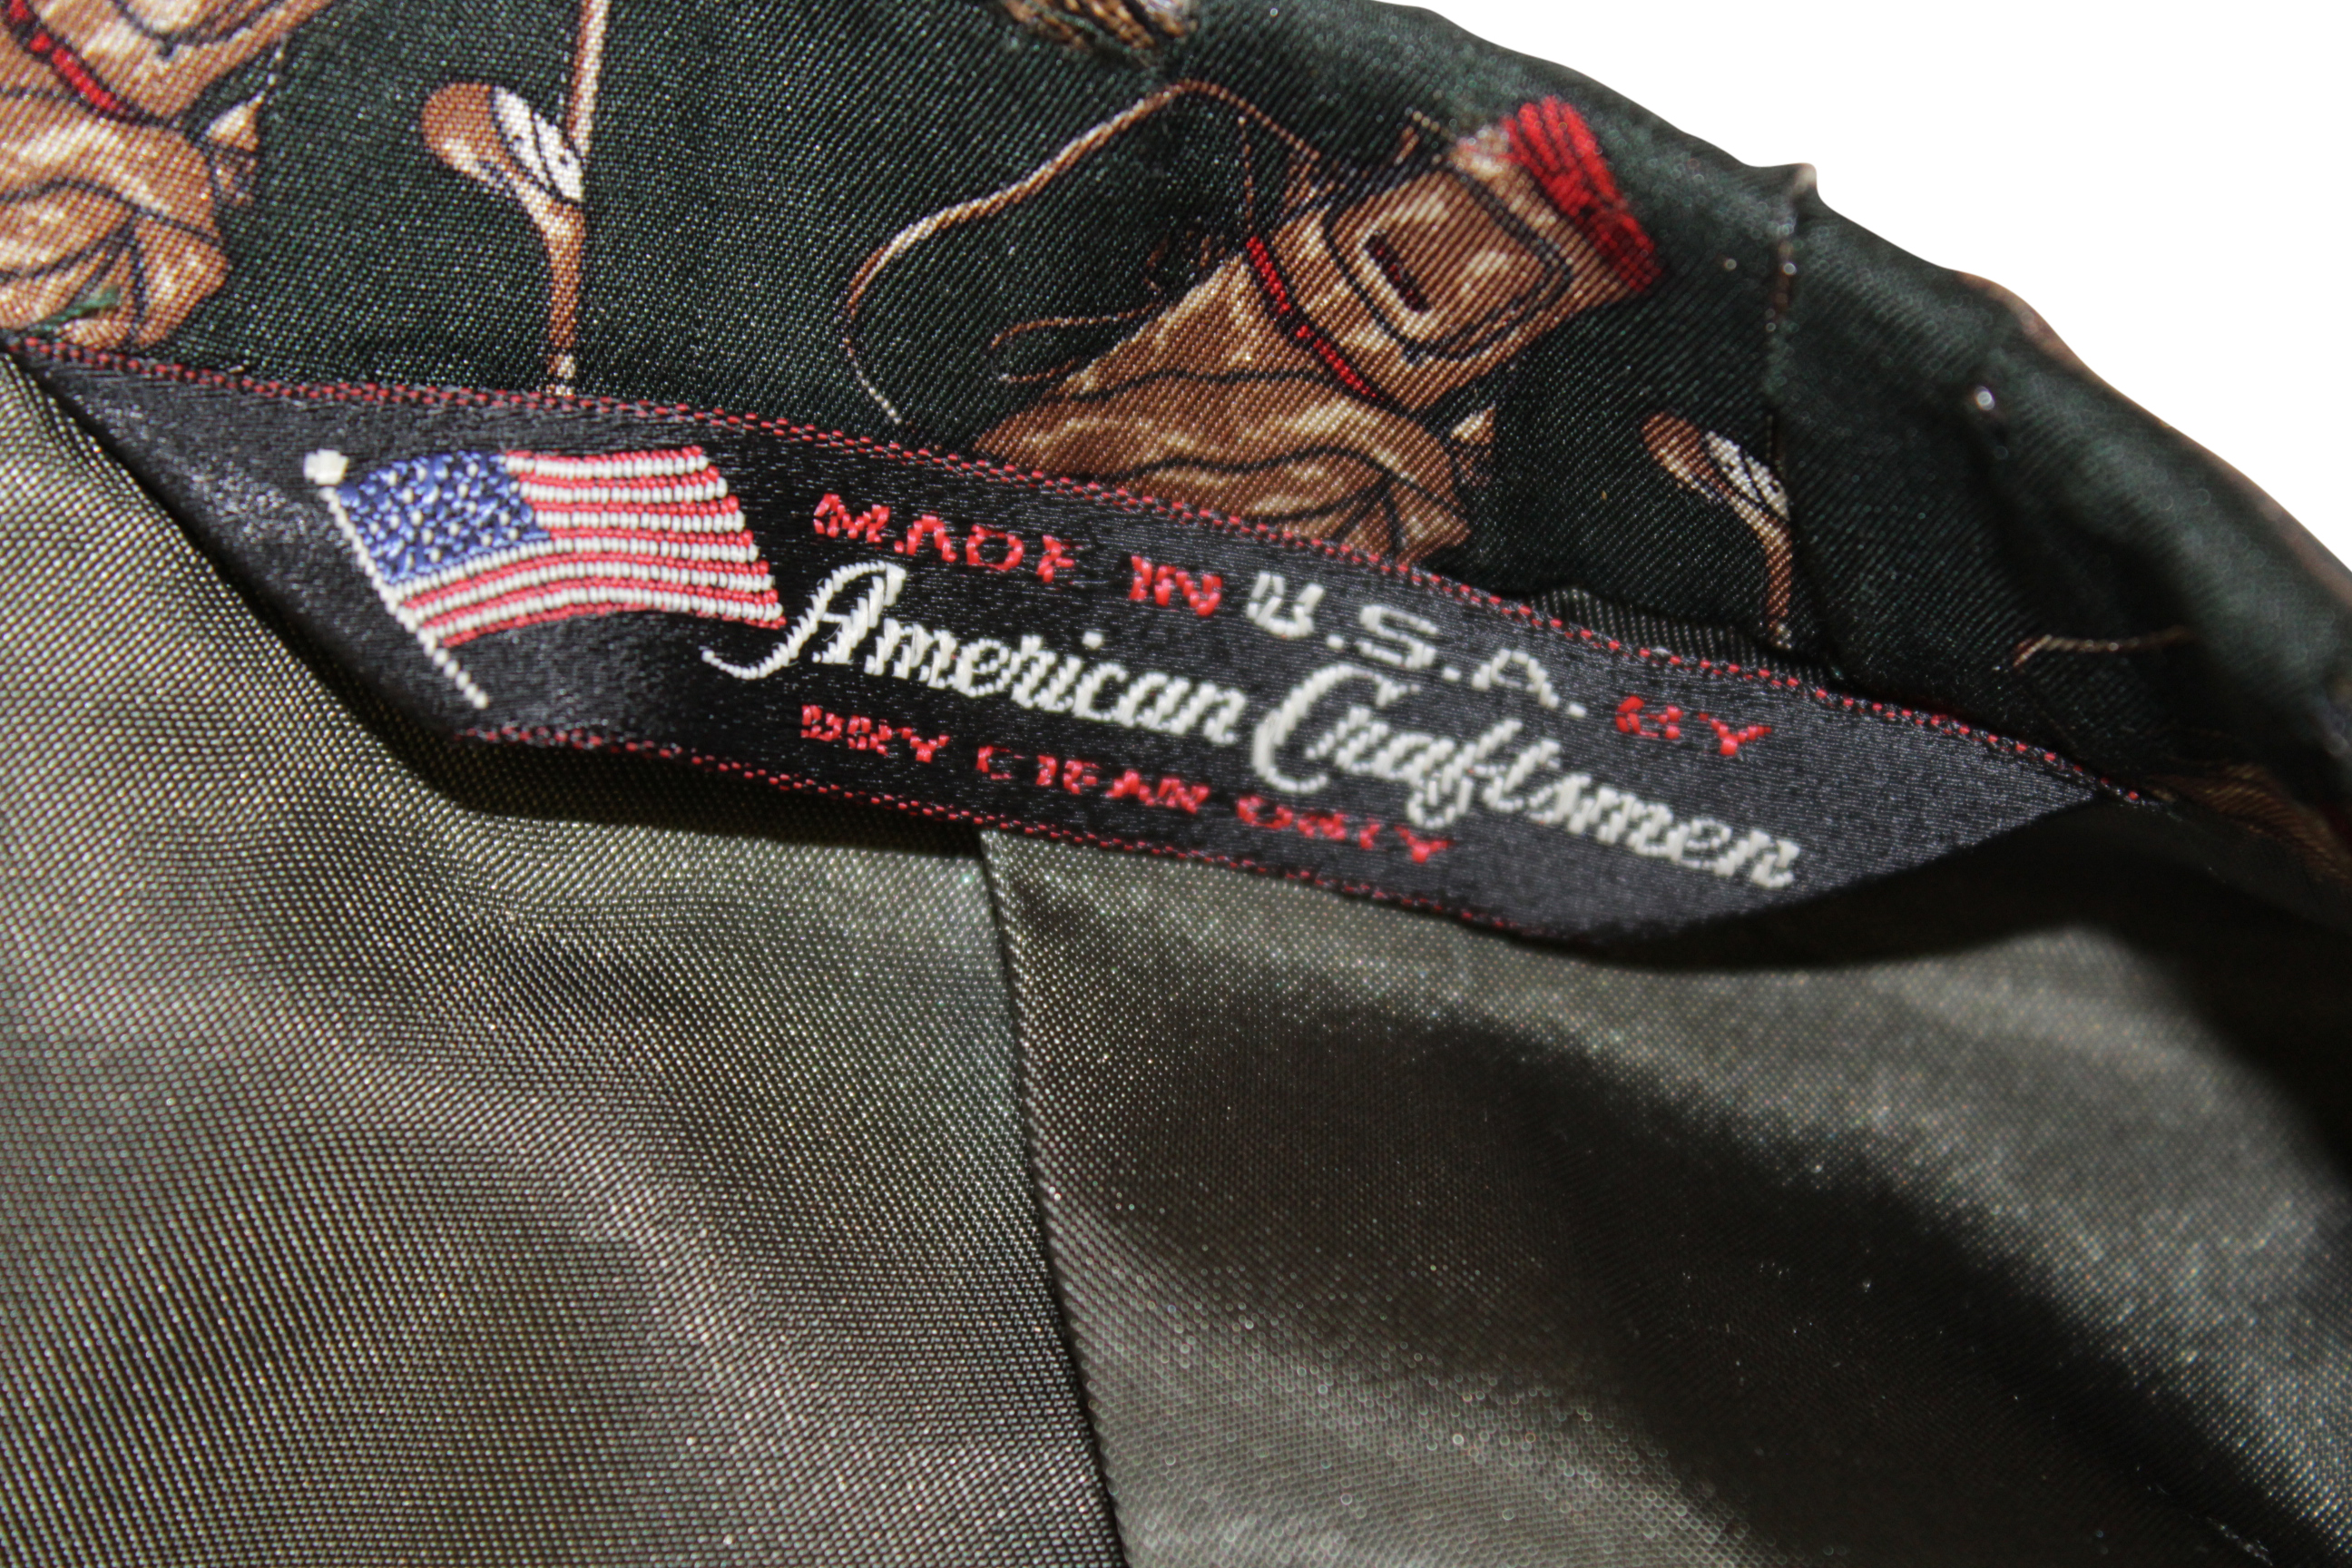 MADE IN U.S.A. BY
American Craftsmen
DRY CLEAN ONLY